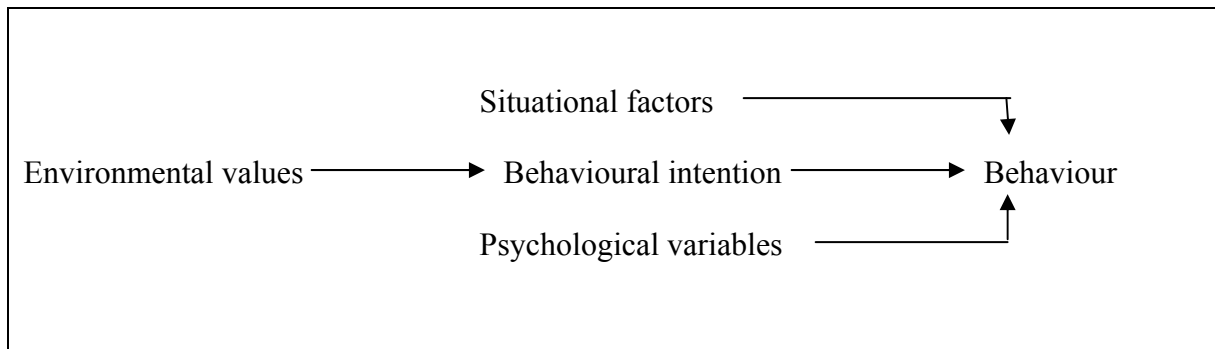 Situational factors
Environmental values Behavioural intention Behaviour
Psychological variables